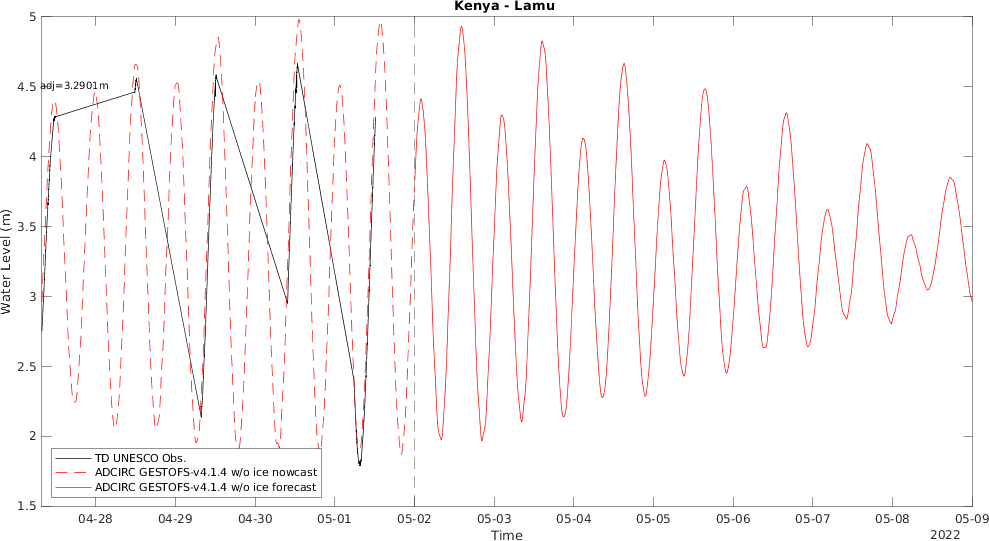 Kenya - Lamu
Water Level (m)
5
4.5
4
3.5
3
2.5
2
1.5
adj=3.2901m
TD UNESCO Obs.
ADCIRC GESTOFS-v4.1.4 w/o ice nowcast
ADCIRC GESTOFS-v4.1.4 w/o ice forecast
04-28 04-29 04-30 05-01 05-02 05-03 05-04 05-05 05-06 05-07 05-08 05-09
Time
2022